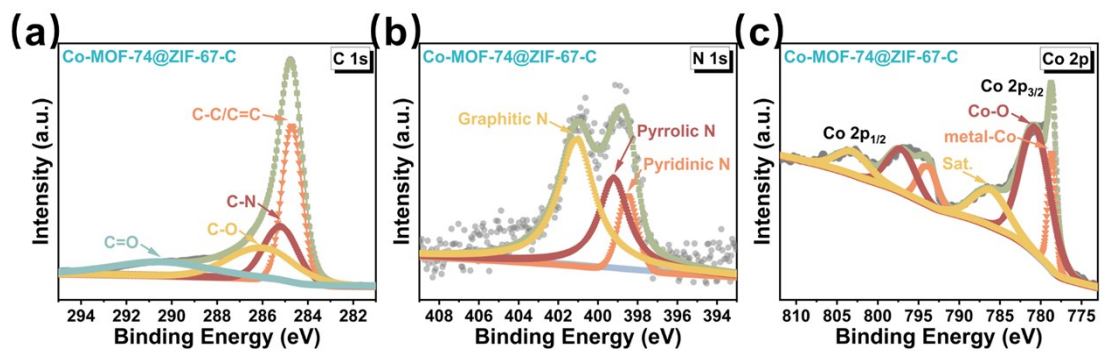 (a)
Co-MOF-74@ZIF-67-C
C 1s
C-C/C=C
C-N
C-O
C=O
Intensity (a.u.)
294 292 290 288 286 284 282
Binding Energy (eV)
(b)
Co-MOF-74@ZIF-67-C
N 1s
Graphitic N
Pyrrolic N
Pyridinic N
Intensity (a.u.)
408 406 404 402 400 398 396 394
Binding Energy (eV)
(c)
Co-MOF-74@ZIF-67-C
Co 2p
Co 2p3/2
Co-O
Co 2p1/2
metal-Co
Sat.
Intensity (a.u.)
810 805 800 795 790 785 780 775
Binding Energy (eV)